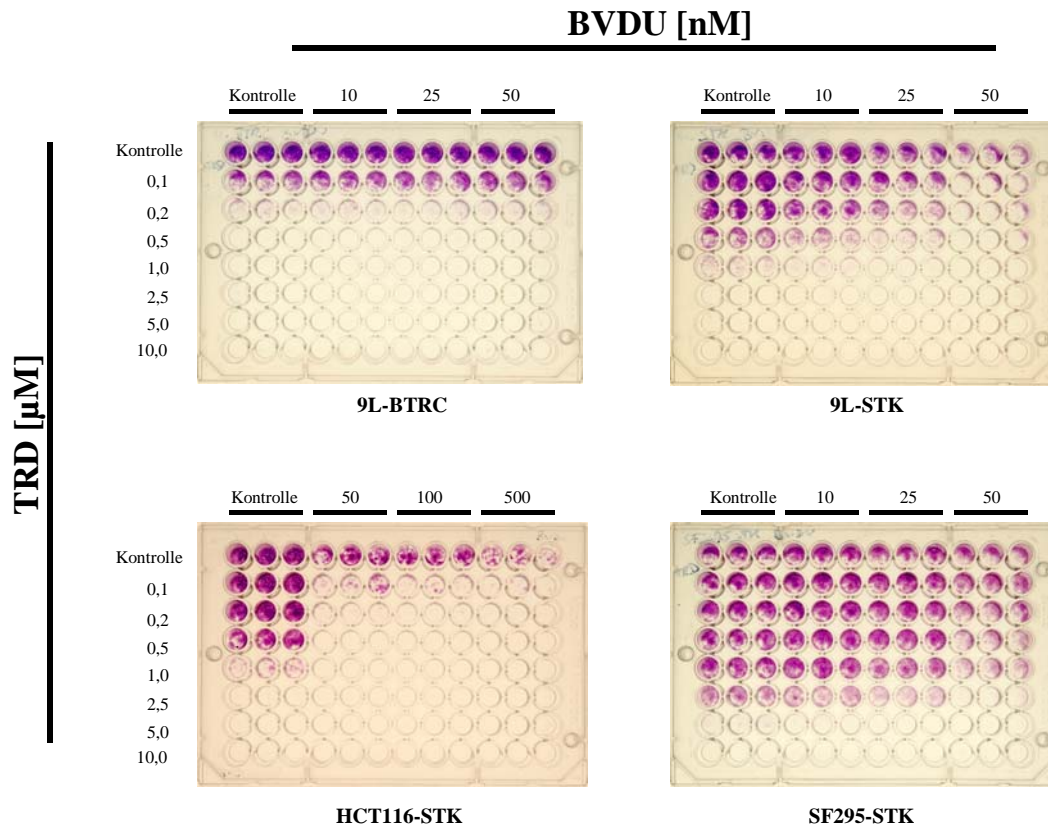 BVDU [nM]
Kontrolle 10 25 50
Kontrolle 10 25 50
TRD [µM]
Kontrolle
0,1
0,2
0,5
1,0
2,5
5,0
10,0
9L-BTRC
9L-STK
Kontrolle 50 100 500
Kontrolle 10 25 50
Kontrolle
0,1
0,2
0,5
1,0
2,5
5,0
10,0
HCT116-STK
SF295-STK